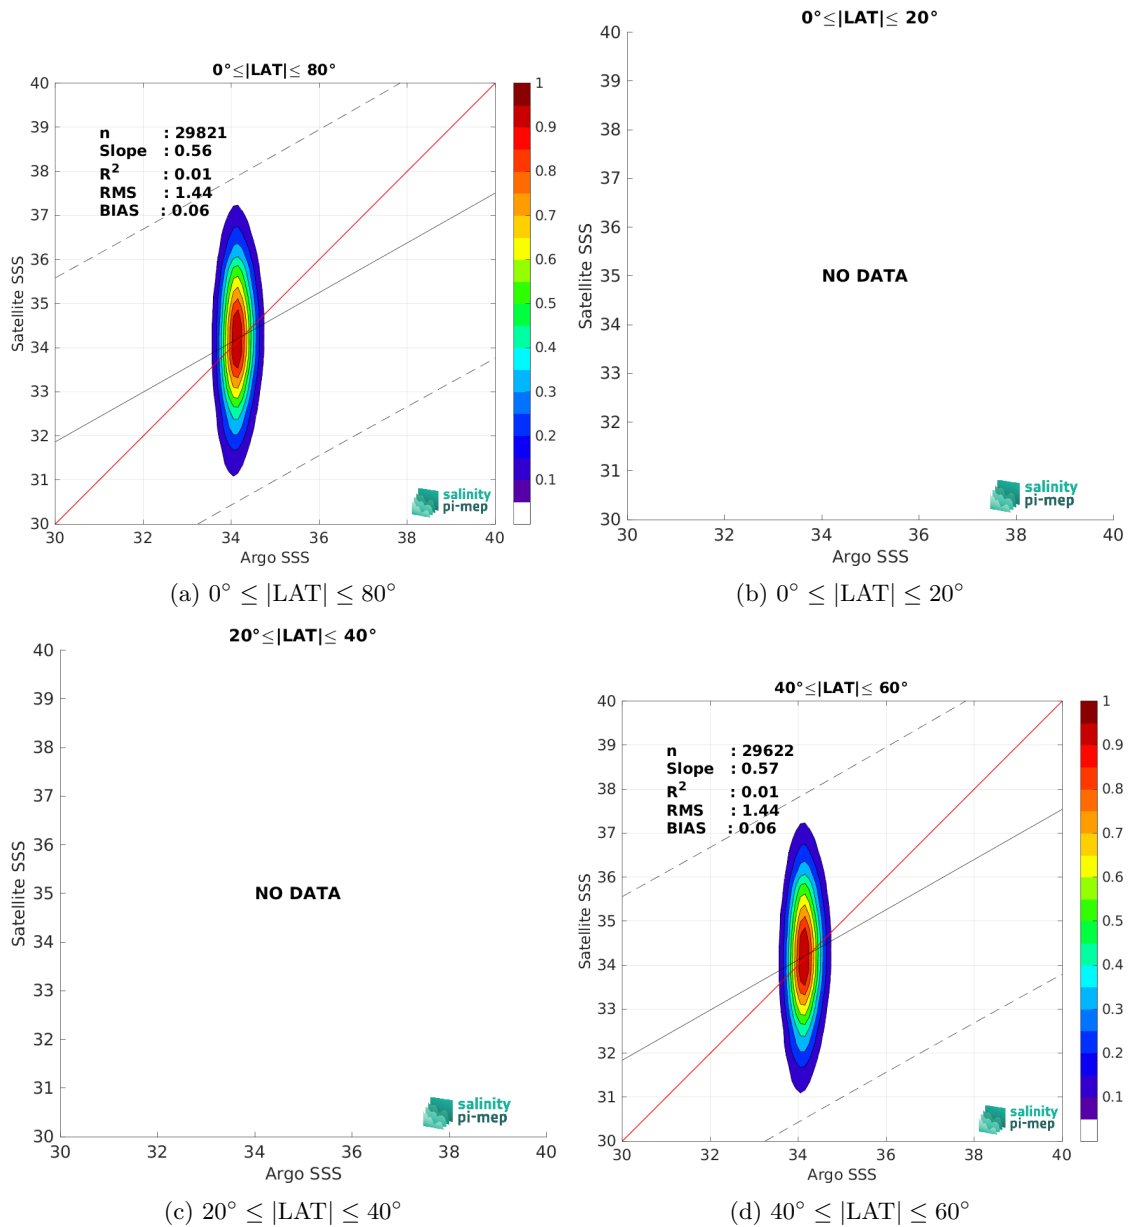 0°≤|LAT|≤ 80°
40
39
38
37
36
35
34
33
32
31
30
n : 29821
Slope : 0.56
R² : 0.01
RMS : 1.44
BIAS : 0.06
Satellite SSS
30 32 34 36 38 40
Argo SSS
1
0.9
0.8
0.7
0.6
0.5
0.4
0.3
0.2
0.1
salinity
pi-mep
(a) 0° ≤ |LAT| ≤ 80°
0°≤|LAT|≤ 20°
40
39
38
37
36
35
34
33
32
31
30
Satellite SSS
NO DATA
salinity
pi-mep
30 32 34 36 38 40
Argo SSS
(b) 0° ≤ |LAT| ≤ 20°
20°≤|LAT|≤ 40°
40
39
38
37
36
35
34
33
32
31
30
Satellite SSS
NO DATA
salinity
pi-mep
30 32 34 36 38 40
Argo SSS
(c) 20° ≤ |LAT| ≤ 40°
40°≤|LAT|≤ 60°
40
39
38
37
36
35
34
33
32
31
30
n : 29622
Slope : 0.57
R² : 0.01
RMS : 1.44
BIAS : 0.06
Satellite SSS
30 32 34 36 38 40
Argo SSS
1
0.9
0.8
0.7
0.6
0.5
0.4
0.3
0.2
0.1
salinity
pi-mep
(d) 40° ≤ |LAT| ≤ 60°